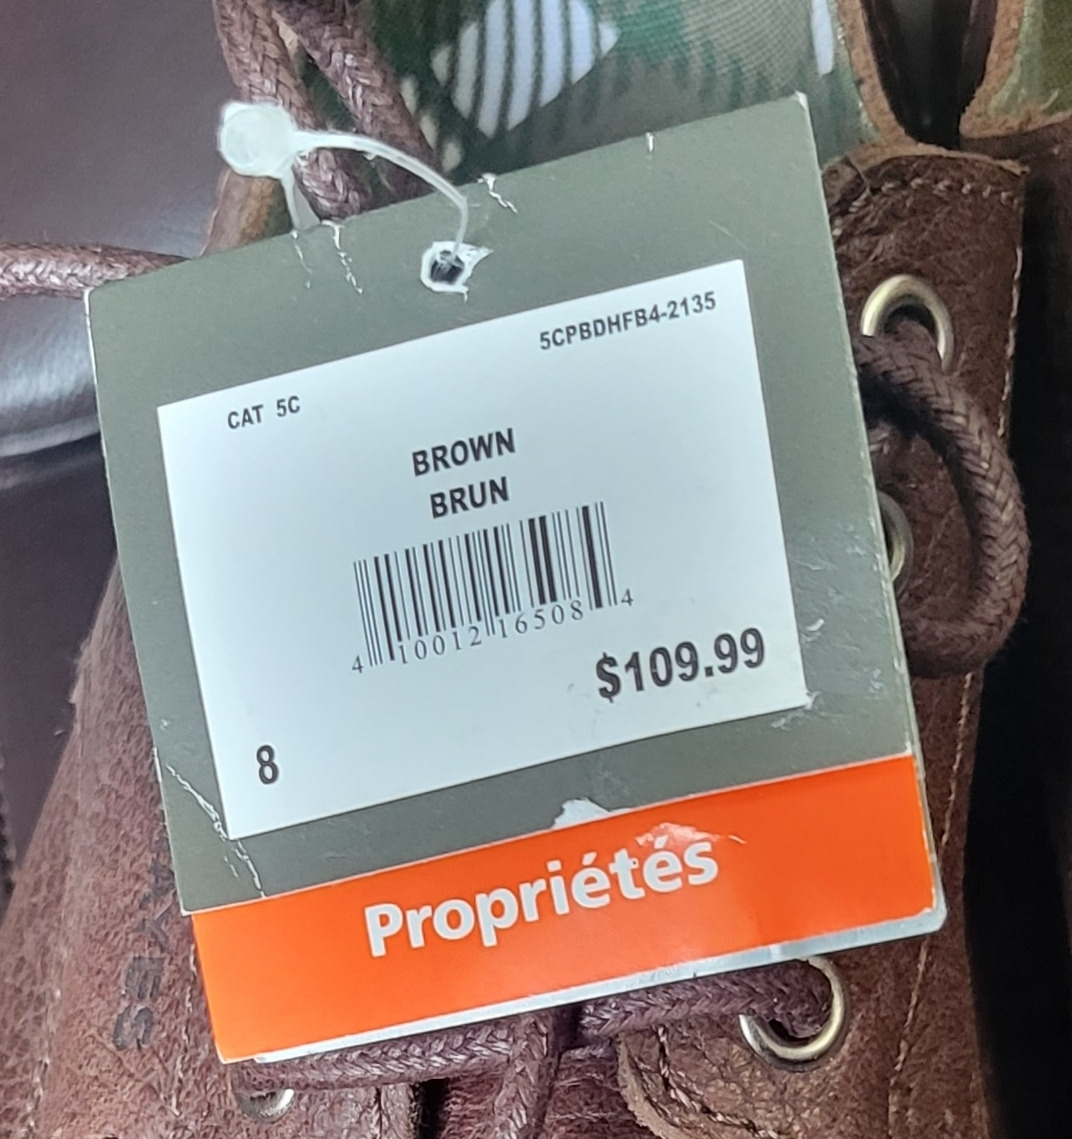 5CPBDHFB4-2135
CAT 5C
BROWN
BRUN
4 10012 16508 4
$109.99
8
Propriétés